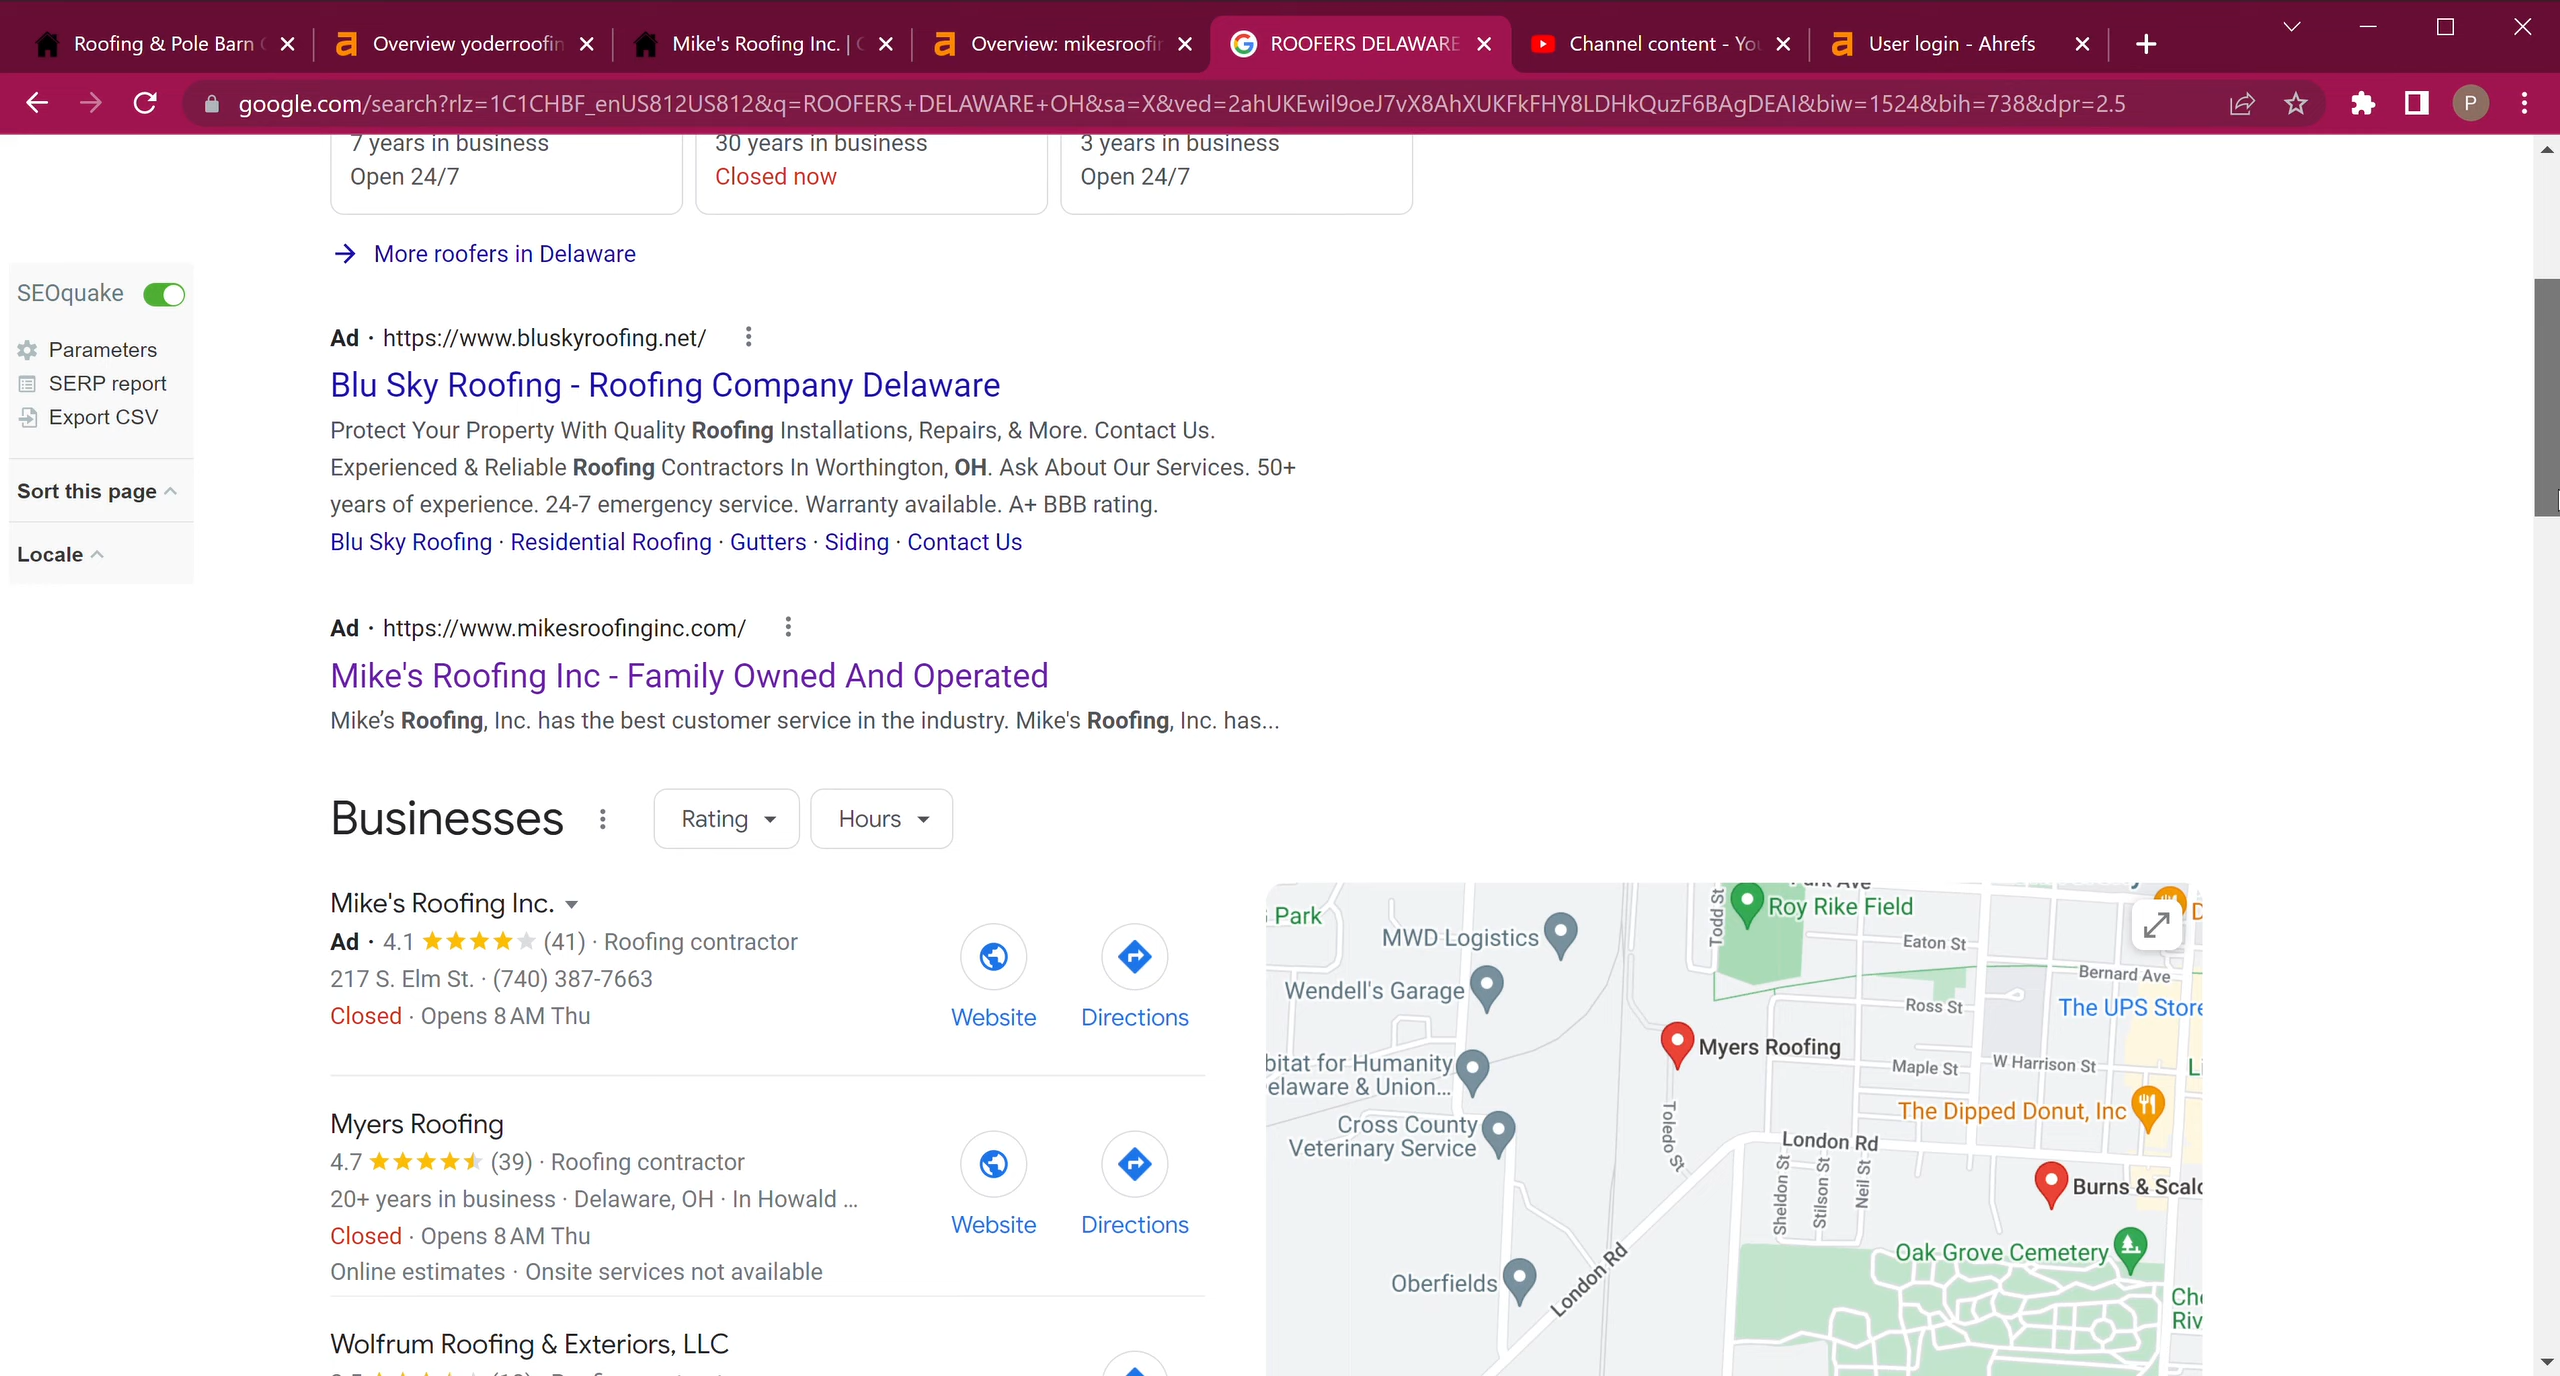 Roofing & Pole Barn
Overview yoderroofin
Mike's Roofing Inc. |
Overview: mikesroofin
ROOFERS DELAWARE
Channel content - You
User login - Ahrefs
google.com/search?rlz=1C1CHBF_enUS812US812&q=ROOFERS+DELAWARE+OH&sa=X&ved=2ahUKEwil9oeJ7vX8AhXUKFkFHY8LDHkQuzF6BAgDEAI&biw=1524&bih=738&dpr=2.5
P
7 years in business
Open 24/7
30 years in business
Closed now
3 years in business
Open 24/7
More roofers in Delaware
SEOquake
Parameters
SERP report
Export CSV
Sort this page
Locale
Ad · https://www.bluskyroofing.net/
Blu Sky Roofing - Roofing Company Delaware
Protect Your Property With Quality Roofing Installations, Repairs, & More. Contact Us.
Experienced & Reliable Roofing Contractors In Worthington, OH. Ask About Our Services. 50+
years of experience. 24-7 emergency service. Warranty available. A+ BBB rating.
Blu Sky Roofing · Residential Roofing · Gutters · Siding · Contact Us
Ad · https://www.mikesroofinginc.com/
Mike's Roofing Inc - Family Owned And Operated
Mike's Roofing, Inc. has the best customer service in the industry. Mike's Roofing, Inc. has...
Businesses
Rating
Hours
Mike's Roofing Inc.
Ad · 4.1 (41) · Roofing contractor
217 S. Elm St. · (740) 387-7663
Closed · Opens 8 AM Thu
Website
Directions
Myers Roofing
4.7 (39) · Roofing contractor
20+ years in business · Delaware, OH · In Howald ...
Closed · Opens 8 AM Thu
Online estimates · Onsite services not available
Website
Directions
Wolfrum Roofing & Exteriors, LLC
Park
MWD Logistics
Todd St
Roy Rike Field
Eaton St
Bernard Ave
Wendell's Garage
Ross St
The UPS Store
Myers Roofing
bitat for Humanity
elaware & Union...
Maple St
W Harrison St
Li
The Dipped Donut, Inc
Cross County
Veterinary Service
Toledo St
London Rd
Sheldon St
Stilson St
Neil St
Burns & Scalo
Oak Grove Cemetery
Oberfields
London Rd
Che
Riv